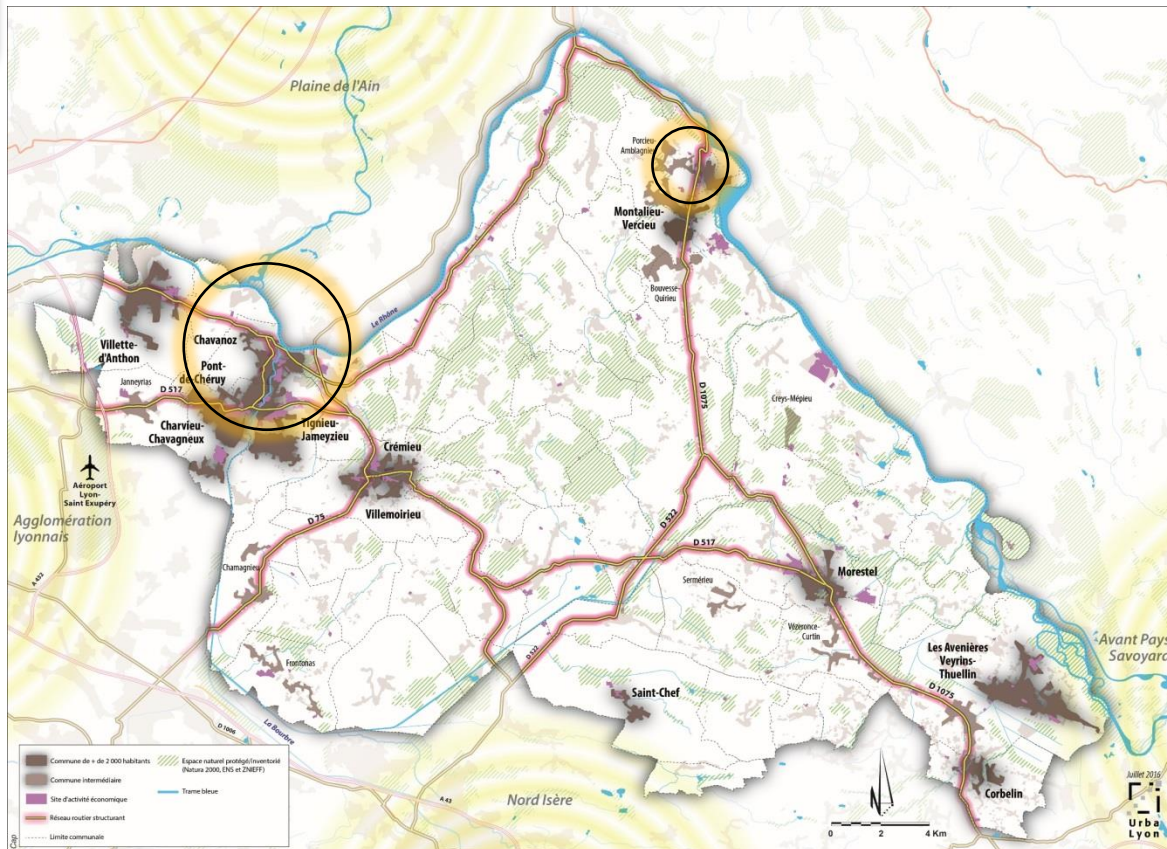 Plaine de l'Ain
Porcieu-
Amblagnieu
Montalieu-
Vercieu
Bouvesse-
Quirieu
Le Rhône
Villette-
d'Anthon
Chavanoz
Pont-
de-Chéruy
Janneyrias
D 517
Charvieu-
Chavagneux
Tignieu-
Jameyzieu
Crémieu
Villemoirieu
D 1075
Creys-Mépieu
Aéroport
Lyon-
Saint Exupéry
Agglomération
lyonnais
A 432
D 75
D 522
D 517
Chamagnieu
Sermérieu
Morestel
Vézeronce-
Curtin
Frontonas
D 522
Saint-Chef
Les Avenières
Veyrins-
Thuellin
Avant Pays
Savoyard
D 1075
D 1006
La Bourbre
A 43
Nord Isère
Corbelin
Commune de + de 2 000 habitants
Commune intermédiaire
Site d'activité économique
Réseau routier structurant
Limite communale
Espace naturel protégé/inventorié
(Natura 2000, ENS et ZNIEFF)
Trame bleue
N
0 2 4 Km
Juillet 2016
Urba
Lyon
Cap